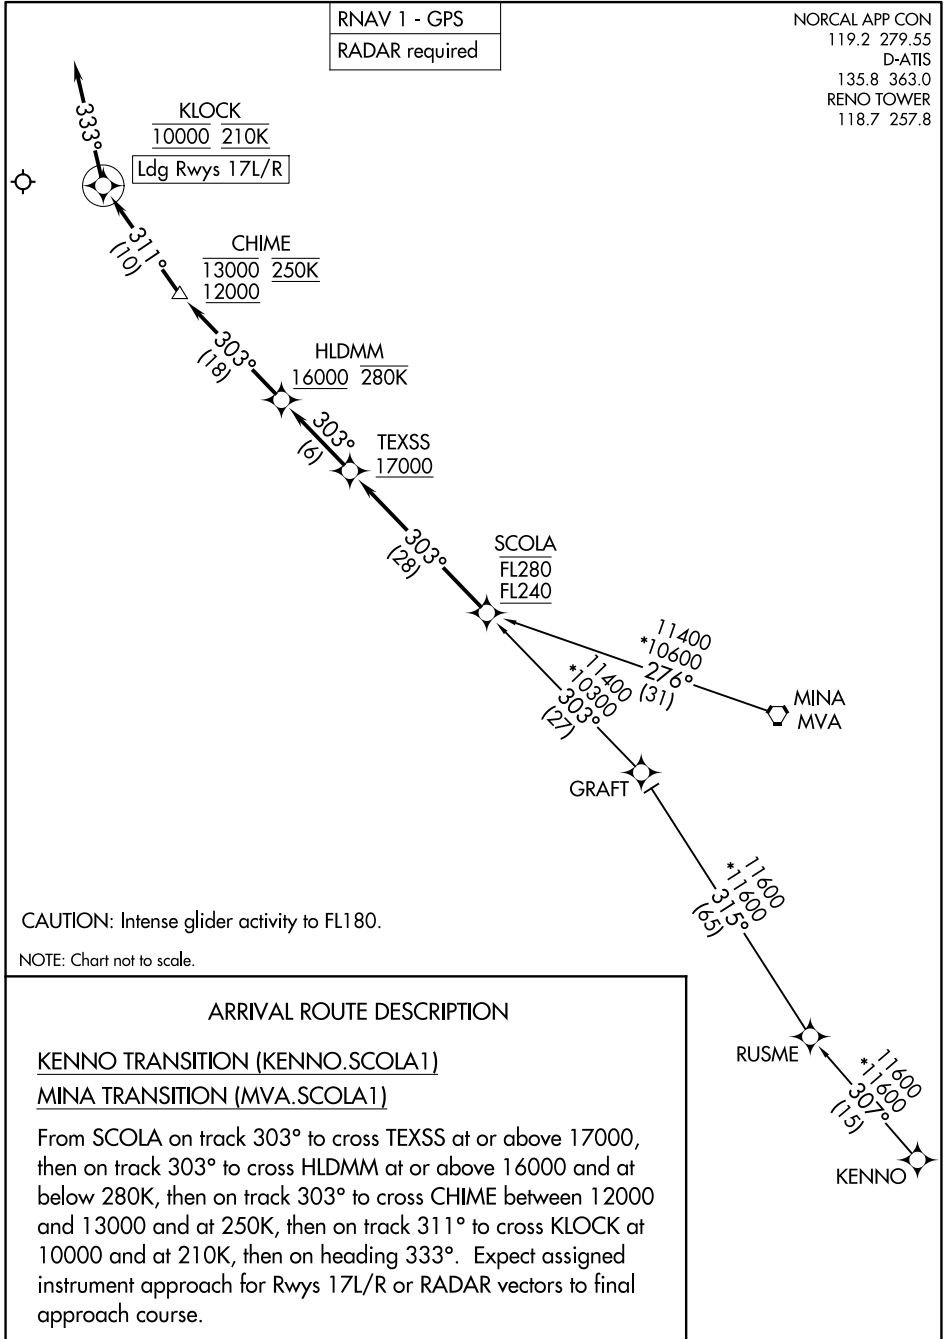 RNAV 1 - GPS
RADAR required
NORCAL APP CON
119.2 279.55
D-ATIS
135.8 363.0
RENO TOWER
118.7 257.8
333°
KLOCK
10000 210K
Ldg Rwys 17L/R
311°
(10)
CHIME
13000 250K
12000
303°
(18)
HLDMM
16000 280K
303°
(6)
TEXSS
17000
303°
(28)
SCOLA
FL280
FL240
11400
*10600
276°
(31)
MINA
MVA
11400
*10300
303°
(27)
GRAFT
11600
*11600
315°
(65)
RUSME
11600
*11600
307°
(15)
KENNO
CAUTION: Intense glider activity to FL180.
NOTE: Chart not to scale.
ARRIVAL ROUTE DESCRIPTION
KENNO TRANSITION (KENNO.SCOLA1)
MINA TRANSITION (MVA.SCOLA1)
From SCOLA on track 303° to cross TEXSS at or above 17000,
then on track 303° to cross HLDMM at or above 16000 and at
below 280K, then on track 303° to cross CHIME between 12000
and 13000 and at 250K, then on track 311° to cross KLOCK at
10000 and at 210K, then on heading 333°. Expect assigned
instrument approach for Rwys 17L/R or RADAR vectors to final
approach course.